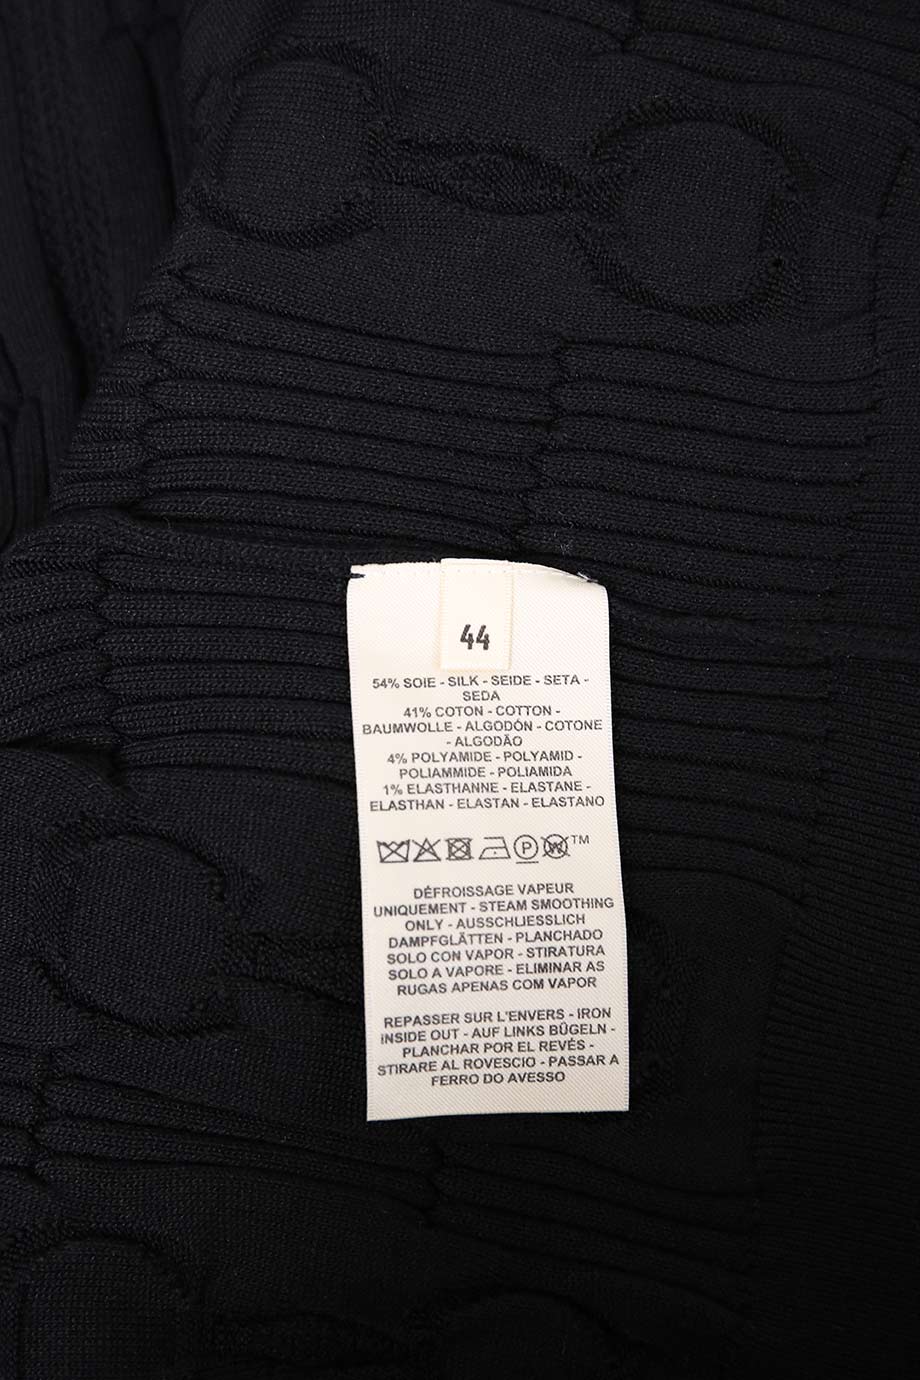 44
54% SOIE - SILK - SEIDE - SETA -
SEDA
41% COTON - COTTON -
BAUMWOLLE - ALGODÓN - COTONE
- ALGODÃO
4% POLYAMIDE - POLYAMID -
POLIAMMIDE - POLIAMIDA
1% ELASTHANNE - ELASTANE -
ELASTHAN - ELASTAN - ELASTANO
P W TM
DÉFROISSAGE VAPEUR
UNIQUEMENT - STEAM SMOOTHING
ONLY - AUSSCHLIESSLICH
DAMPFGLÄTTEN - PLANCHADO
SOLO CON VAPOR - STIRATURA
SOLO A VAPORE - ELIMINAR AS
RUGAS APENAS COM VAPOR
REPASSER SUR L'ENVERS - IRON
INSIDE OUT - AUF LINKS BÜGELN -
PLANCHAR POR EL REVÉS -
STIRARE AL ROVESCIO - PASSAR A
FERRO DO AVESSO